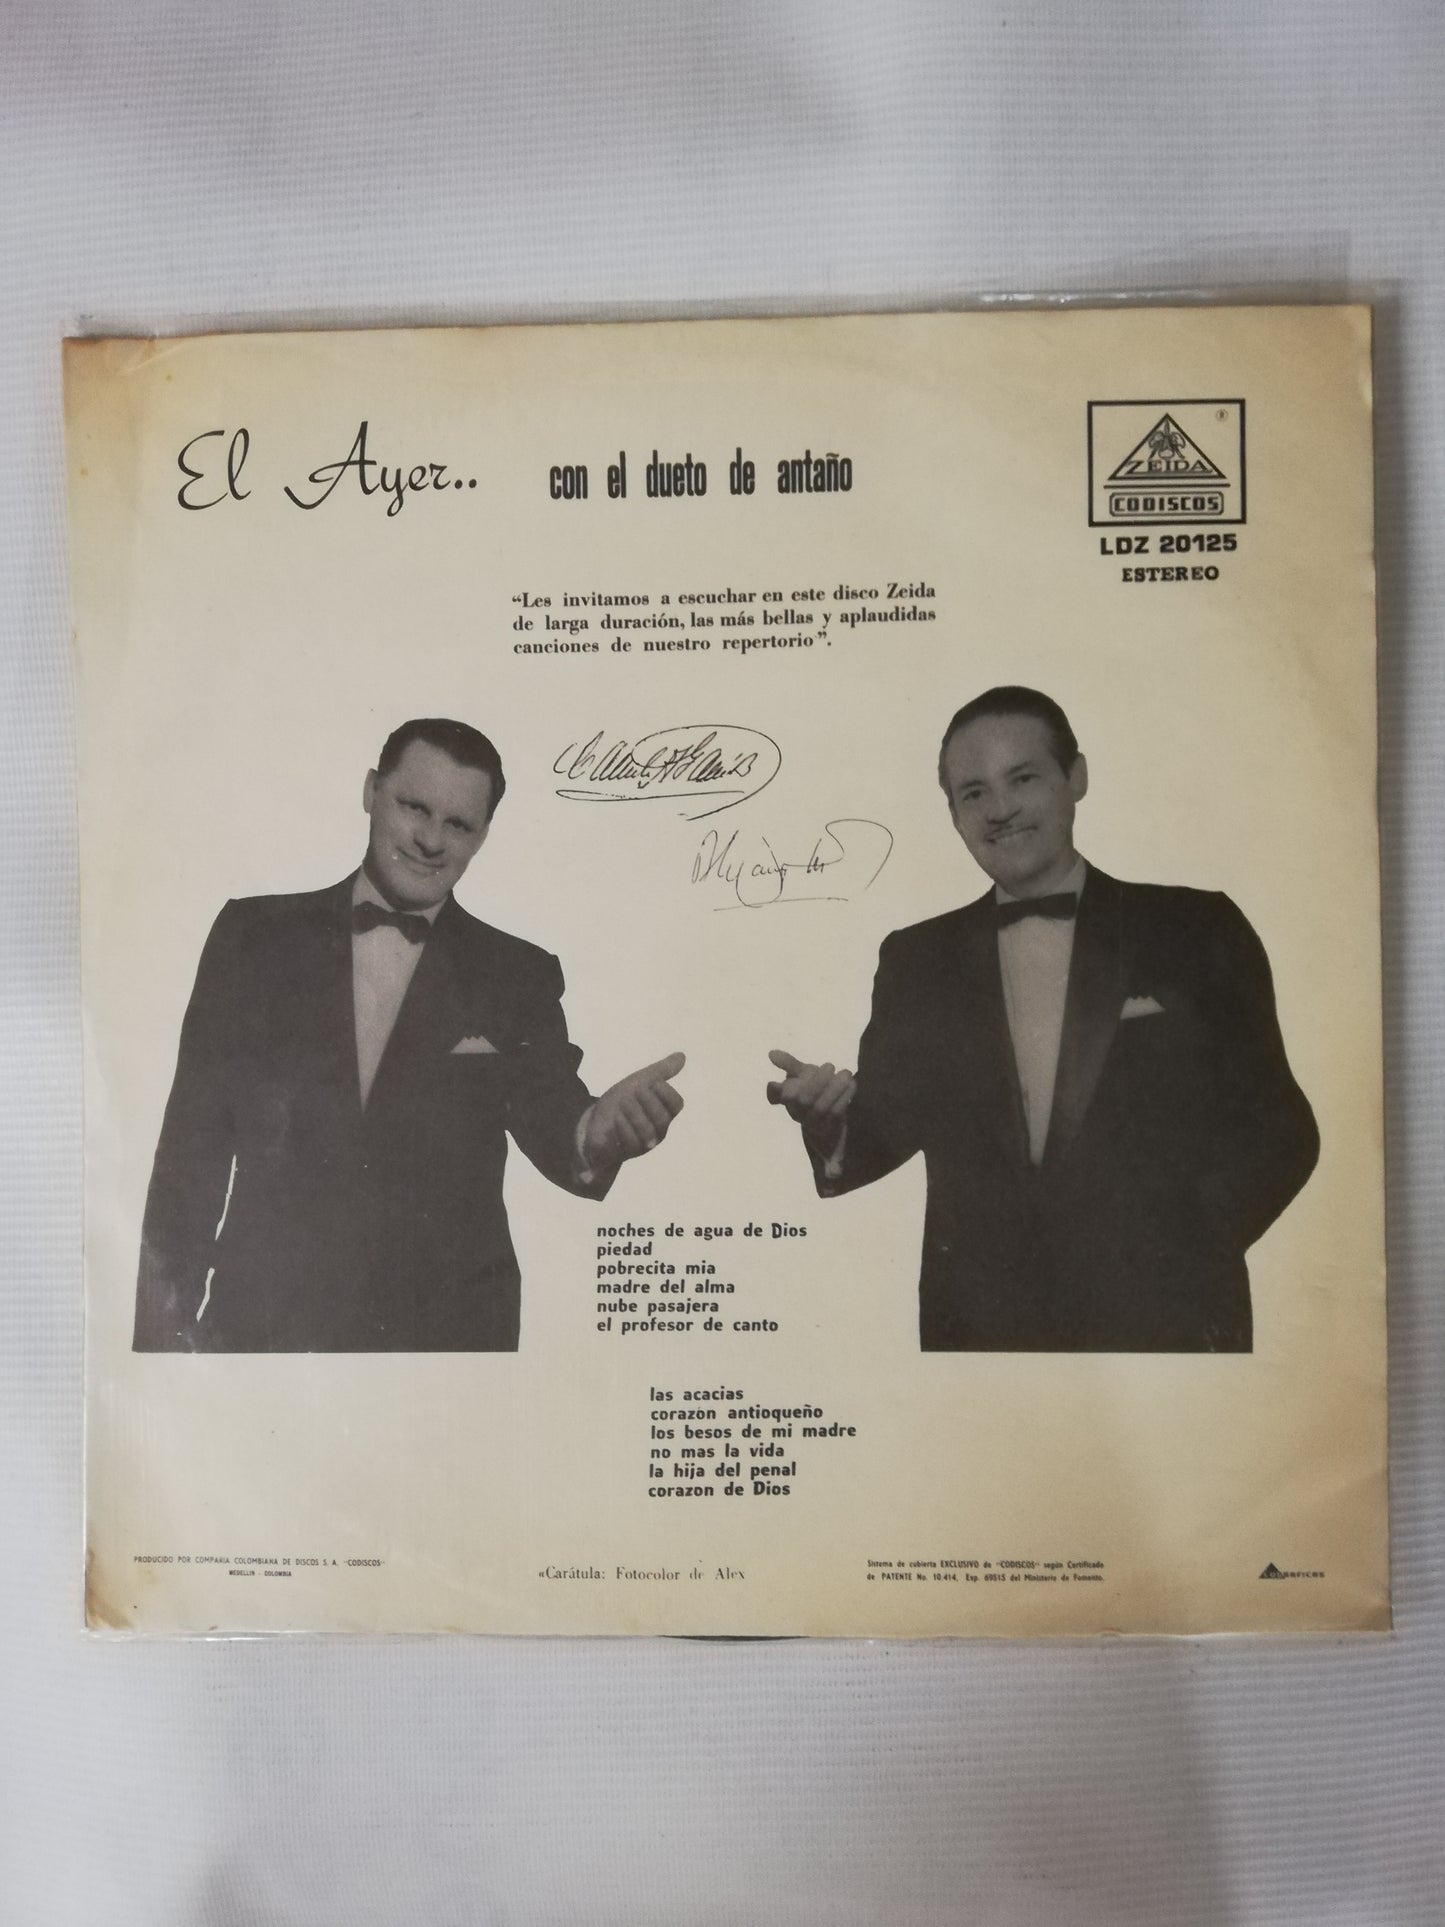 El Ayer..
con el dueto de antaño
®
ZEIDA
CODISCOS
LDZ 20125
ESTEREO
“Les invitamos a escuchar en este disco Zeida
de larga duración, las más bellas y aplaudidas
canciones de nuestro repertorio”.
noches de agua de Dios
piedad
pobrecita mia
madre del alma
nube pasajera
el profesor de canto
las acacias
corazón antioqueño
los besos de mi madre
no mas la vida
la hija del penal
corazon de Dios
PRODUCIDO POR COMPAÑIA COLOMBIANA DE DISCOS S. A. "CODISCOS"
MEDELLIN - COLOMBIA
«Carátula: Fotocolor de Alex
Sistema de cubierta EXCLUSIVO de "CODISCOS" según Certificado
de PATENTE No. 10.414, Exp. 69515 del Ministerio de Fomento.